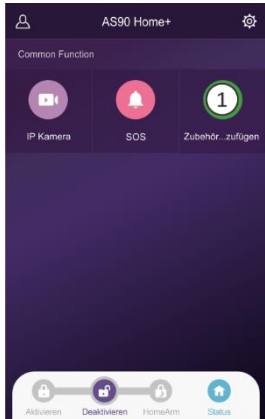 AS90 Home+
Common Function
1
IP Kamera SOS Zubehör...zufügen
Aktivieren Deaktivieren HomeArm Status